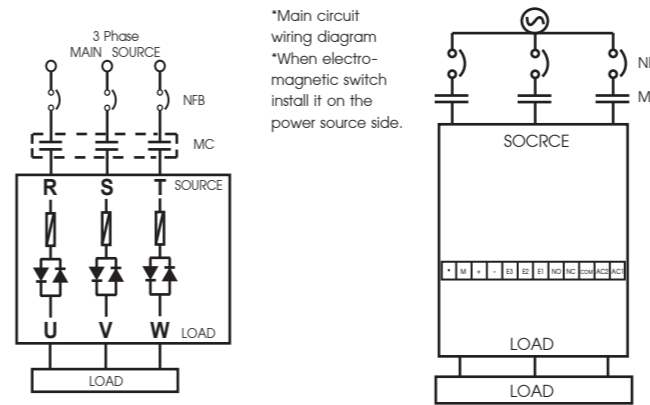 3 Phase
MAIN SOURCE
NFB
MC
R S T SOURCE
U V W LOAD
LOAD
*Main circuit
wiring diagram
*When electro-
magnetic switch
install it on the
power source side.
SOCRCE
* M + - E3 E2 E1 NO NC COM AC2 AC1
LOAD
LOAD